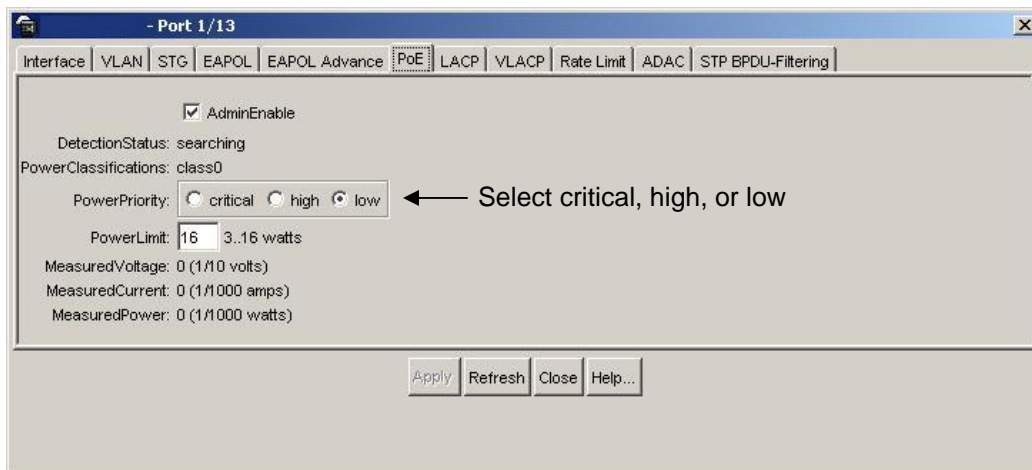 - Port 1/13
Interface VLAN STG EAPOL EAPOL Advance PoE LACP VLACP Rate Limit ADAC STP BPDU-Filtering
AdminEnable
DetectionStatus: searching
PowerClassifications: class0
PowerPriority: critical high low Select critical, high, or low
PowerLimit: 16 3..16 watts
MeasuredVoltage: 0 (1/10 volts)
MeasuredCurrent: 0 (1/1000 amps)
MeasuredPower: 0 (1/1000 watts)
Apply Refresh Close Help...